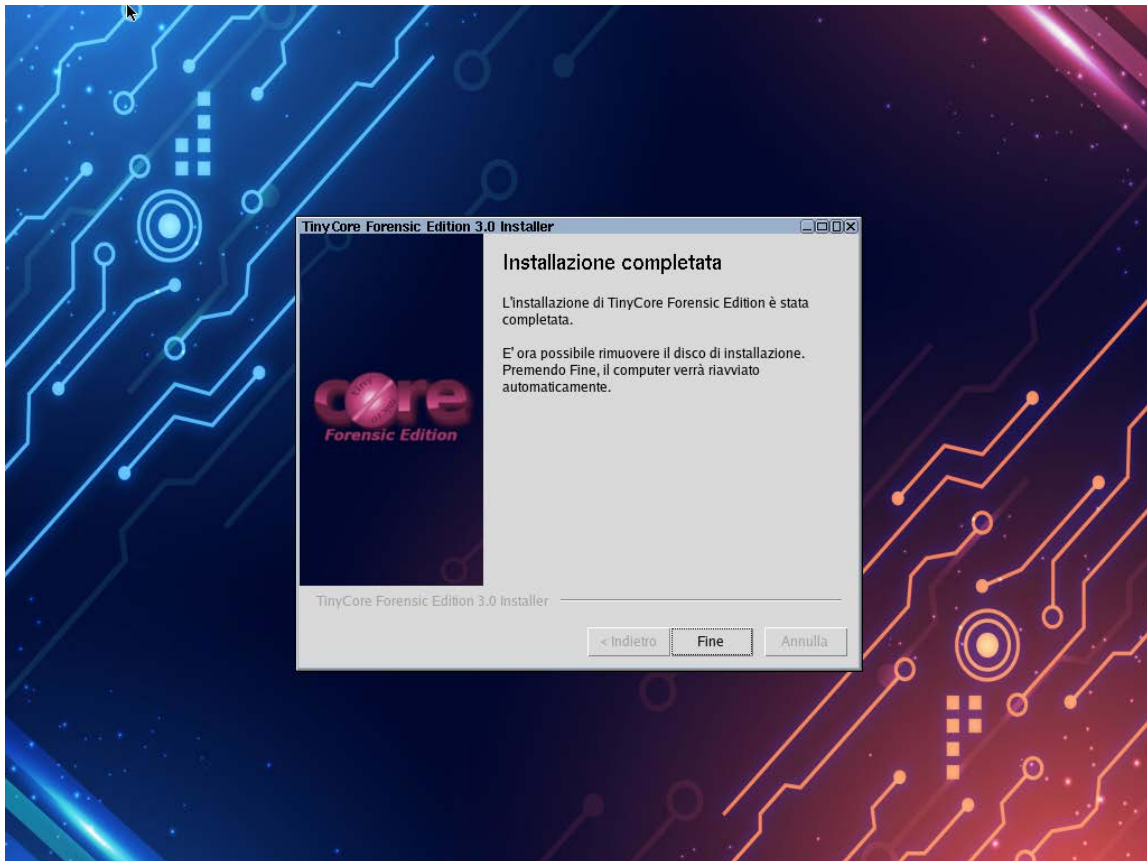 TinyCore Forensic Edition 3.0 Installer
Installazione completata
L'installazione di TinyCore Forensic Edition è stata
completata.
E' ora possibile rimuovere il disco di installazione.
Premendo Fine, il computer verrà riavviato
automaticamente.
core
tiny
Forensic Edition
TinyCore Forensic Edition 3.0 Installer
< Indietro
Fine
Annulla